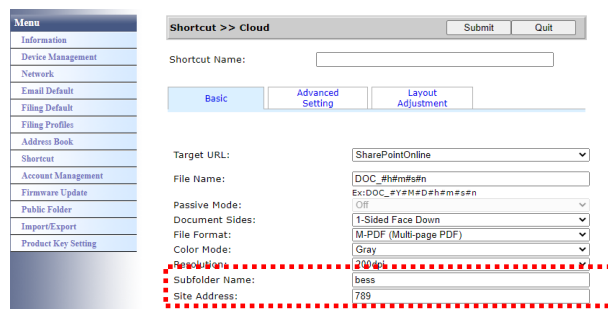 Menu
Information
Device Management
Network
Email Default
Filing Default
Filing Profiles
Address Book
Shortcut
Account Management
Firmware Update
Public Folder
Import/Export
Product Key Setting
Shortcut >> Cloud
Submit
Quit
Shortcut Name:
Basic
Advanced
Setting
Layout
Adjustment
Target URL: SharePointOnline
File Name: DOC_#h#m#s#n
Ex:DOC_#Y#M#D#h#m#s#n
Passive Mode: Off
Document Sides: 1-Sided Face Down
File Format: M-PDF (Multi-page PDF)
Color Mode: Gray
Resolution: 200dpi
Subfolder Name: bess
Site Address: 789